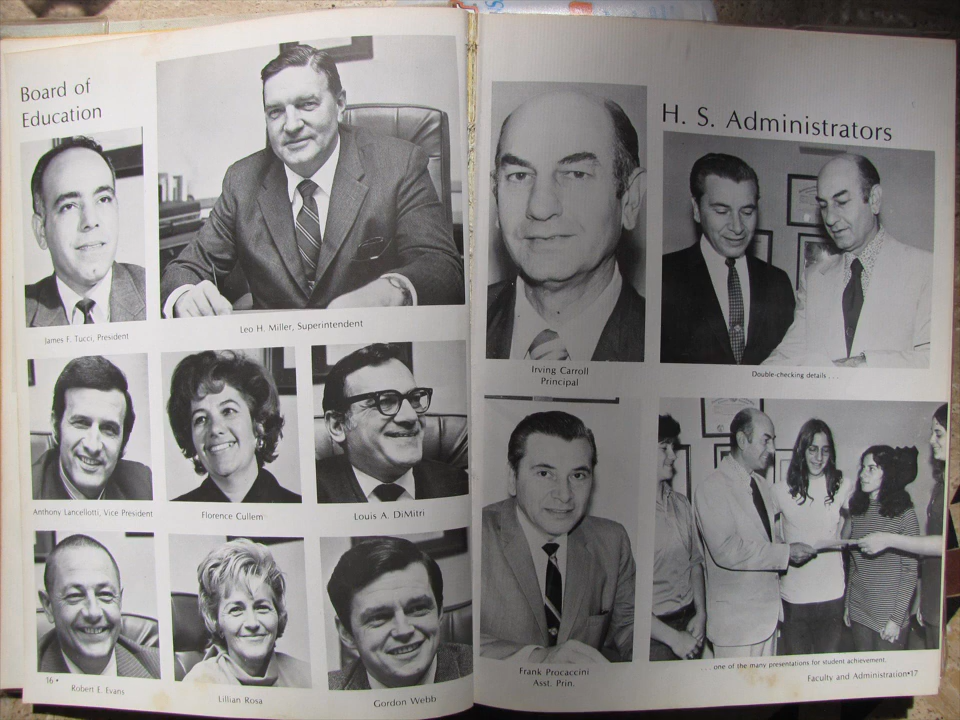 Board of
Education
James F. Tucci, President
Leo H. Miller, Superintendent
Anthony Lancellotti, Vice President
Florence Cullem
Louis A. DiMitri
Robert E. Evans
Lillian Rosa
Gordon Webb
16 •
H. S. Administrators
Irving Carroll
Principal
Double-checking details . . .
Frank Procaccini
Asst. Prin.
. . . one of the many presentations for student achievement.
Faculty and Administration•17